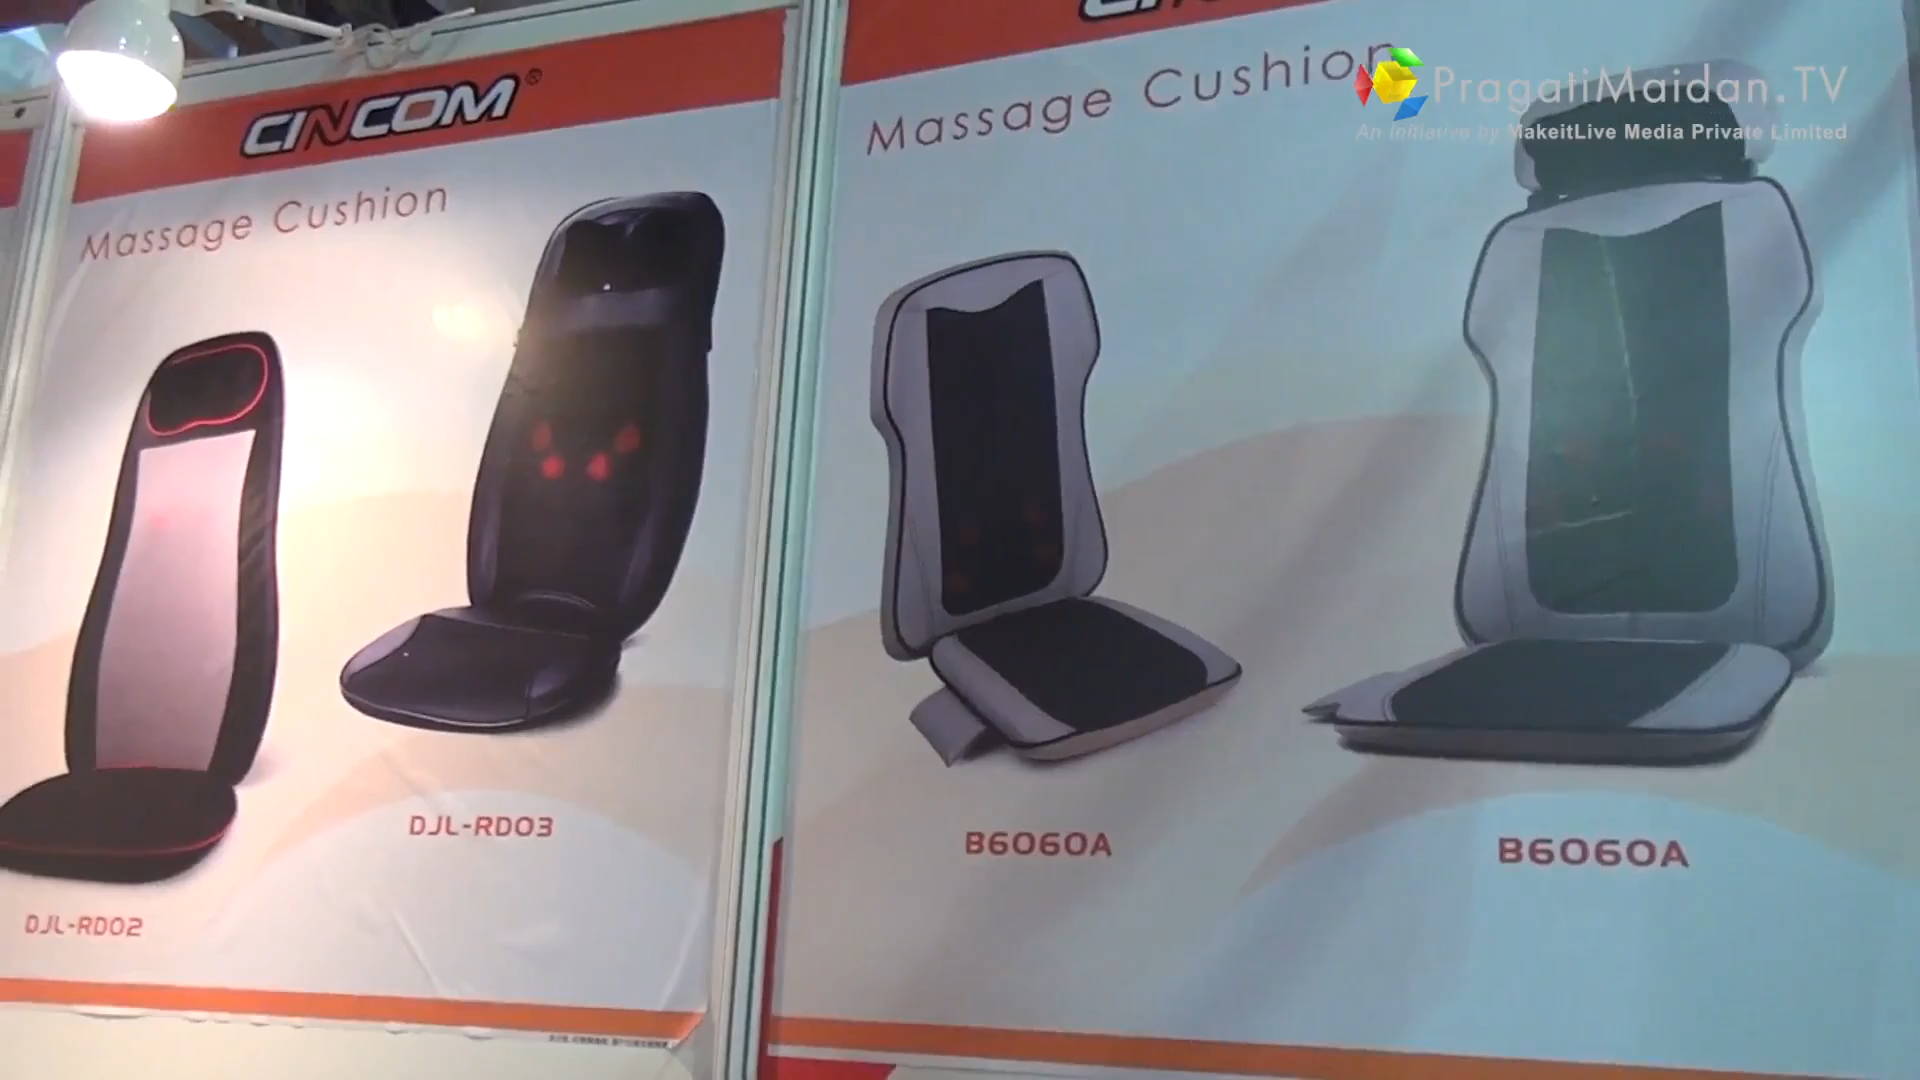 CINCOM®
Massage Cushion
DJL-RD03
DJL-RD02
Massage Cushion
B6060A
B6060A
PragatiMaidan.TV
An initiative by MakeitLive Media Private Limited